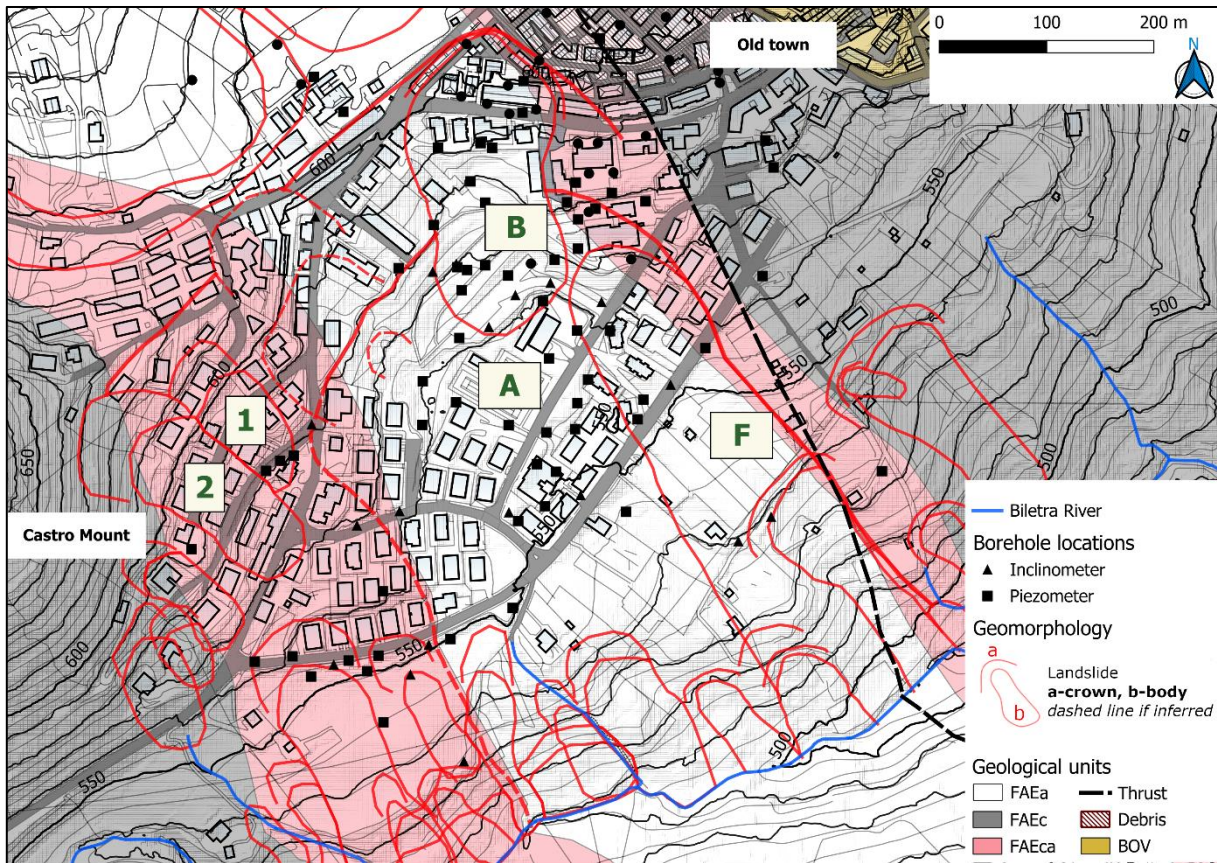 0 100 200 m
N
Old town
600
550
B
500
A
600
550
F
1
650
2
500
Castro Mount
550
600
550
500
550
Biletra River
Borehole locations
Inclinometer
Piezometer
Geomorphology
a
Landslide
a-crown, b-body
dashed line if inferred
b
Geological units
FAEa
Thrust
FAEc
Debris
FAEca
BOV